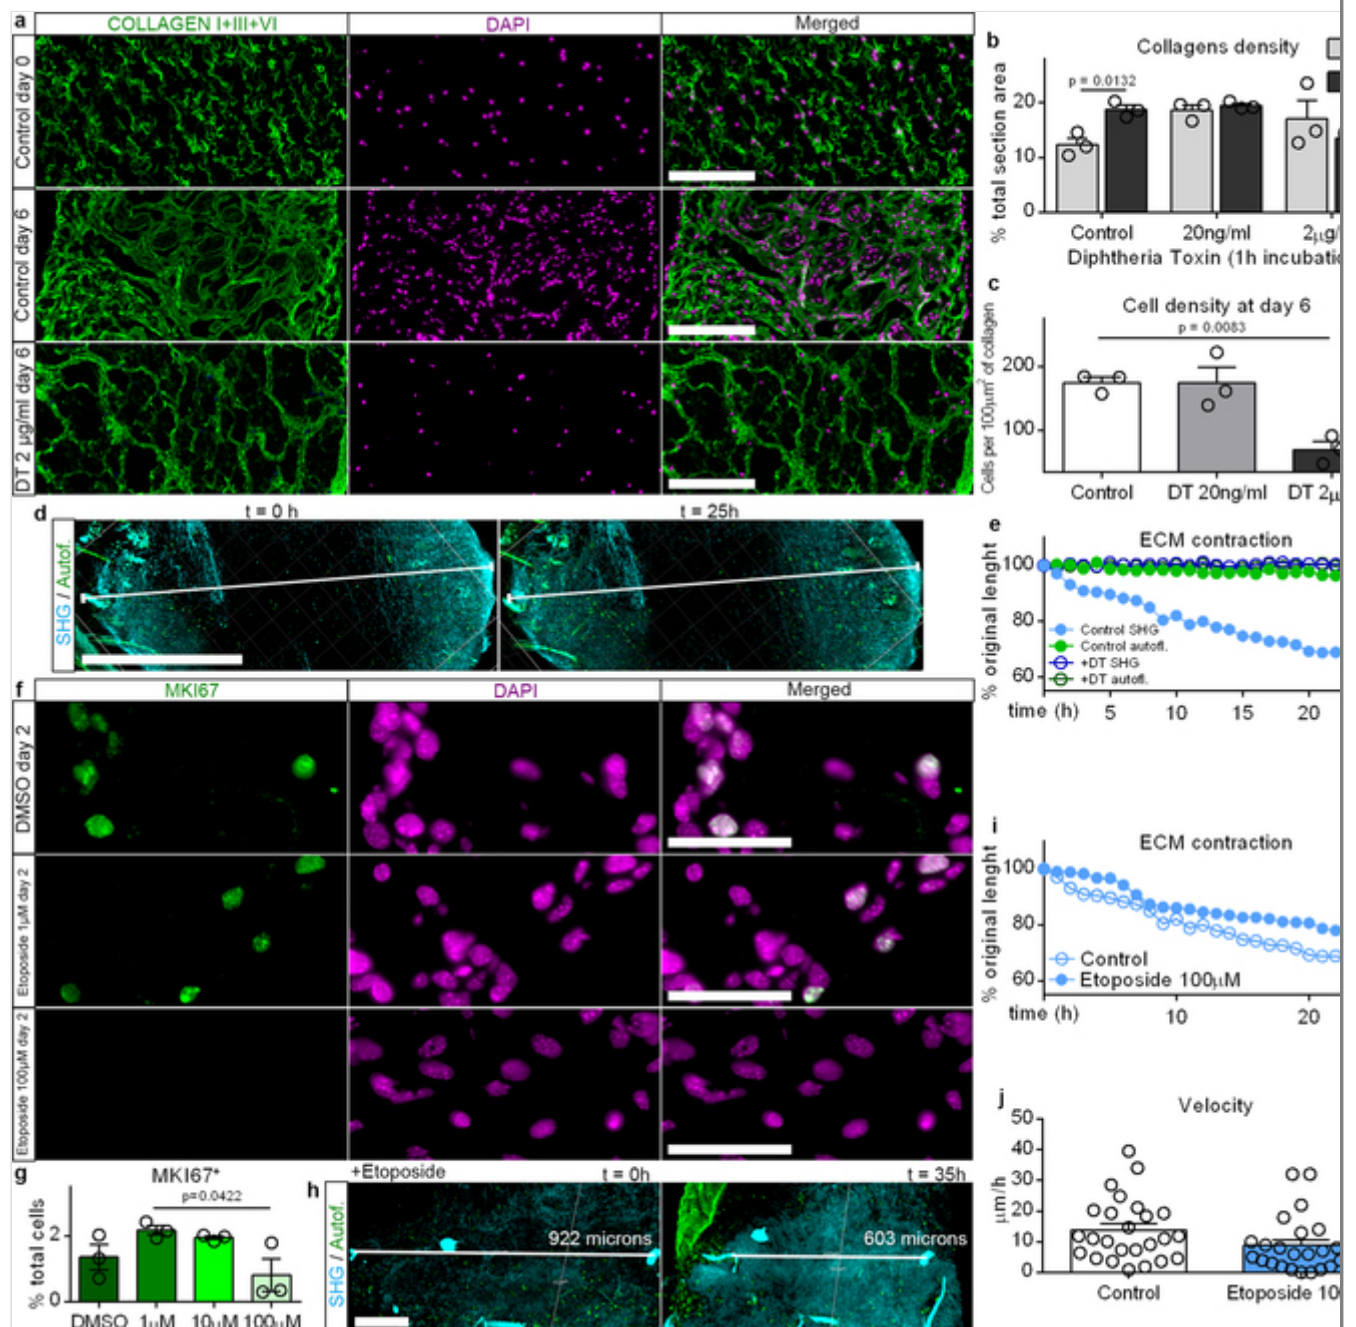 a
COLLAGEN I+III+VI
DAPI
Merged
Control day 0
Control day 6
DT 2 µg/ml day 6
b
Collagens density
p = 0.0132
% total section area
20
10
0
Control
20ng/ml
2µg/
Diphtheria Toxin (1h incubatio
c
Cell density at day 6
p = 0.0083
Cells per 100µm² of collagen
200
100
Control
DT 20ng/ml
DT 2µ
d
t = 0 h
t = 25h
SHG / Autof.
e
ECM contraction
% original lenght
100
80
60
Control SHG
Control autofl.
+DT SHG
+DT autofl.
time (h)
5
10
15
20
f
MKI67
DAPI
Merged
DMSO day 2
Etoposide 1µM day 2
Etoposide 100µM day 2
i
ECM contraction
% original lenght
100
80
60
Control
Etoposide 100µM
time (h)
10
20
g
MKI67⁺
p=0.0422
% total cells
2
0
DMSO
1µM
10µM
100µM
h
+Etoposide
t = 0h
t = 35h
SHG / Autof.
922 microns
603 microns
j
Velocity
µm/h
50
40
30
20
10
0
Control
Etoposide 10